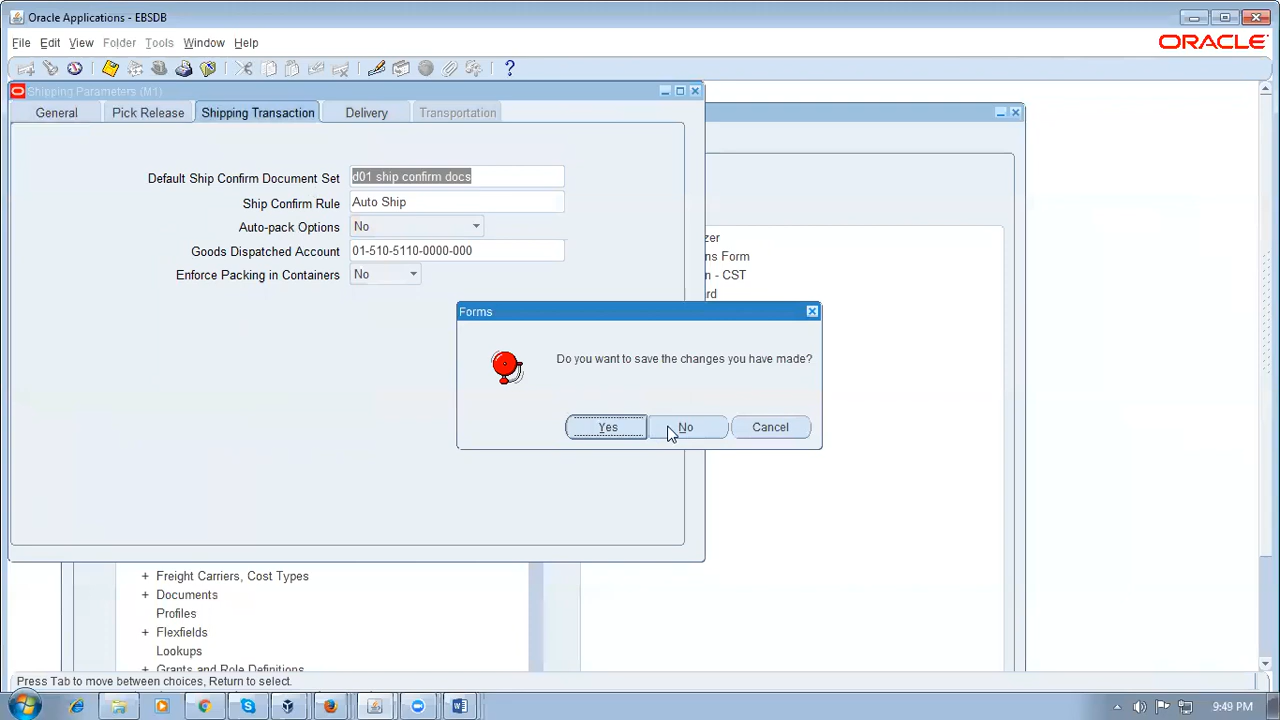 Oracle Applications - EBSDB
File Edit View Folder Tools Window Help
ORACLE
Shipping Parameters (M1)
General Pick Release Shipping Transaction Delivery Transportation
Default Ship Confirm Document Set d01 ship confirm docs
Ship Confirm Rule Auto Ship
Auto-pack Options No
Goods Dispatched Account 01-510-5110-0000-000
Enforce Packing in Containers No
zer
ns Form
n - CST
rd
Forms
Do you want to save the changes you have made?
Yes No Cancel
+ Freight Carriers, Cost Types
+ Documents
Profiles
+ Flexfields
Lookups
+ Grants and Role Definitions
Press Tab to move between choices, Return to select.
9:49 PM